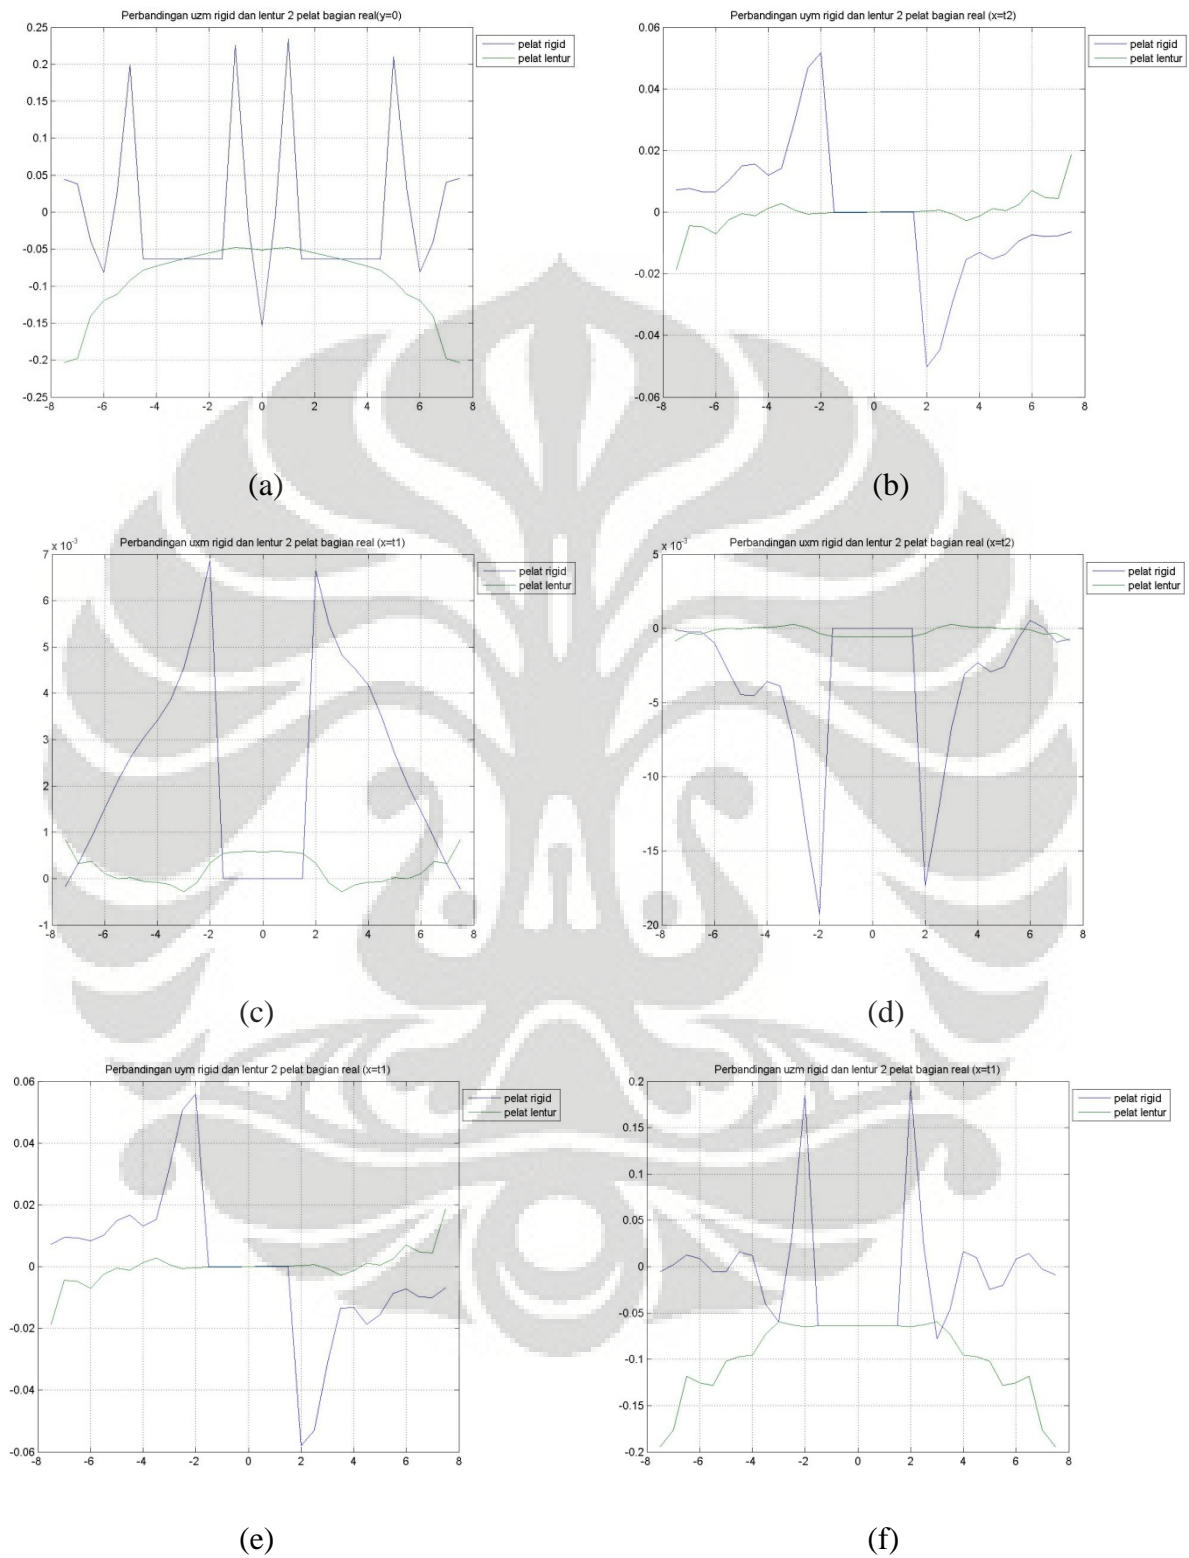 Perbandingan uzm rigid dan lentur 2 pelat bagian real(y=0)
0.25
0.2
0.15
0.1
0.05
0
-0.05
-0.1
-0.15
-0.2
-0.25
-8 -6 -4 -2 0 2 4 6 8
pelat rigid
pelat lentur
(a)
Perbandingan uym rigid dan lentur 2 pelat bagian real (x=t2)
0.06
0.04
0.02
0
-0.02
-0.04
-0.06
-8 -6 -4 -2 0 2 4 6 8
pelat rigid
pelat lentur
(b)
Perbandingan uxm rigid dan lentur 2 pelat bagian real (x=t1)
x 10⁻³
7
6
5
4
3
2
1
0
-1
-8 -6 -4 -2 0 2 4 6 8
pelat rigid
pelat lentur
(c)
Perbandingan uxm rigid dan lentur 2 pelat bagian real (x=t2)
x 10⁻³
5
0
-5
-10
-15
-20
-8 -6 -4 -2 0 2 4 6 8
pelat rigid
pelat lentur
(d)
Perbandingan uym rigid dan lentur 2 pelat bagian real (x=t1)
0.06
0.04
0.02
0
-0.02
-0.04
-0.06
-8 -6 -4 -2 0 2 4 6 8
pelat rigid
pelat lentur
(e)
Perbandingan uzm rigid dan lentur 2 pelat bagian real (x=t1)
0.2
0.15
0.1
0.05
0
-0.05
-0.1
-0.15
-0.2
-8 -6 -4 -2 0 2 4 6 8
pelat rigid
pelat lentur
(f)